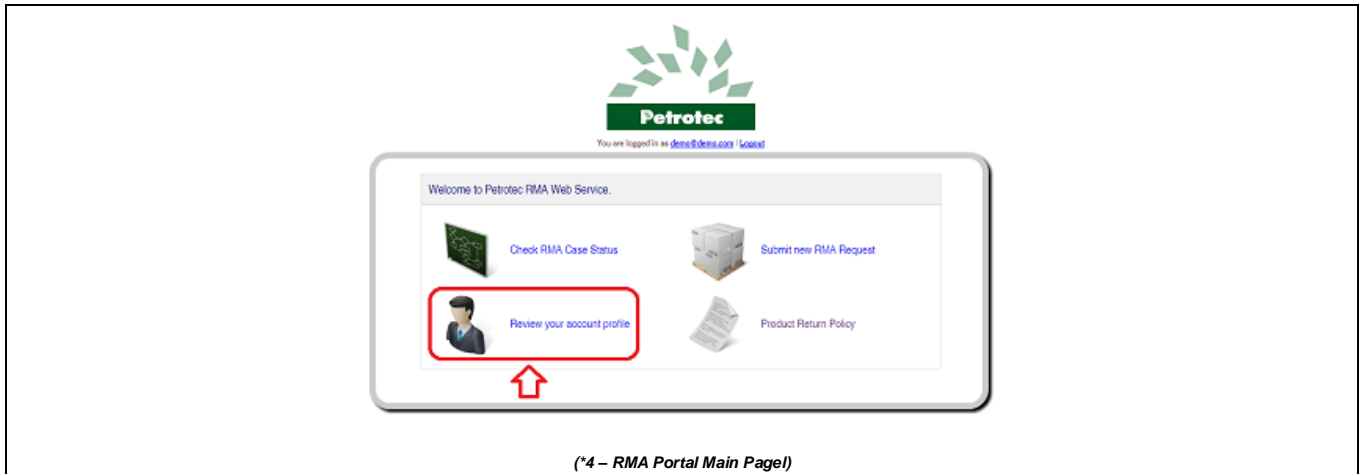 Petrotec
You are logged in as demo@demo.com | Logout
Welcome to Petrotec RMA Web Service.
Check RMA Case Status
Submit new RMA Request
Review your account profile
Product Return Policy
(*4 – RMA Portal Main Pagel)